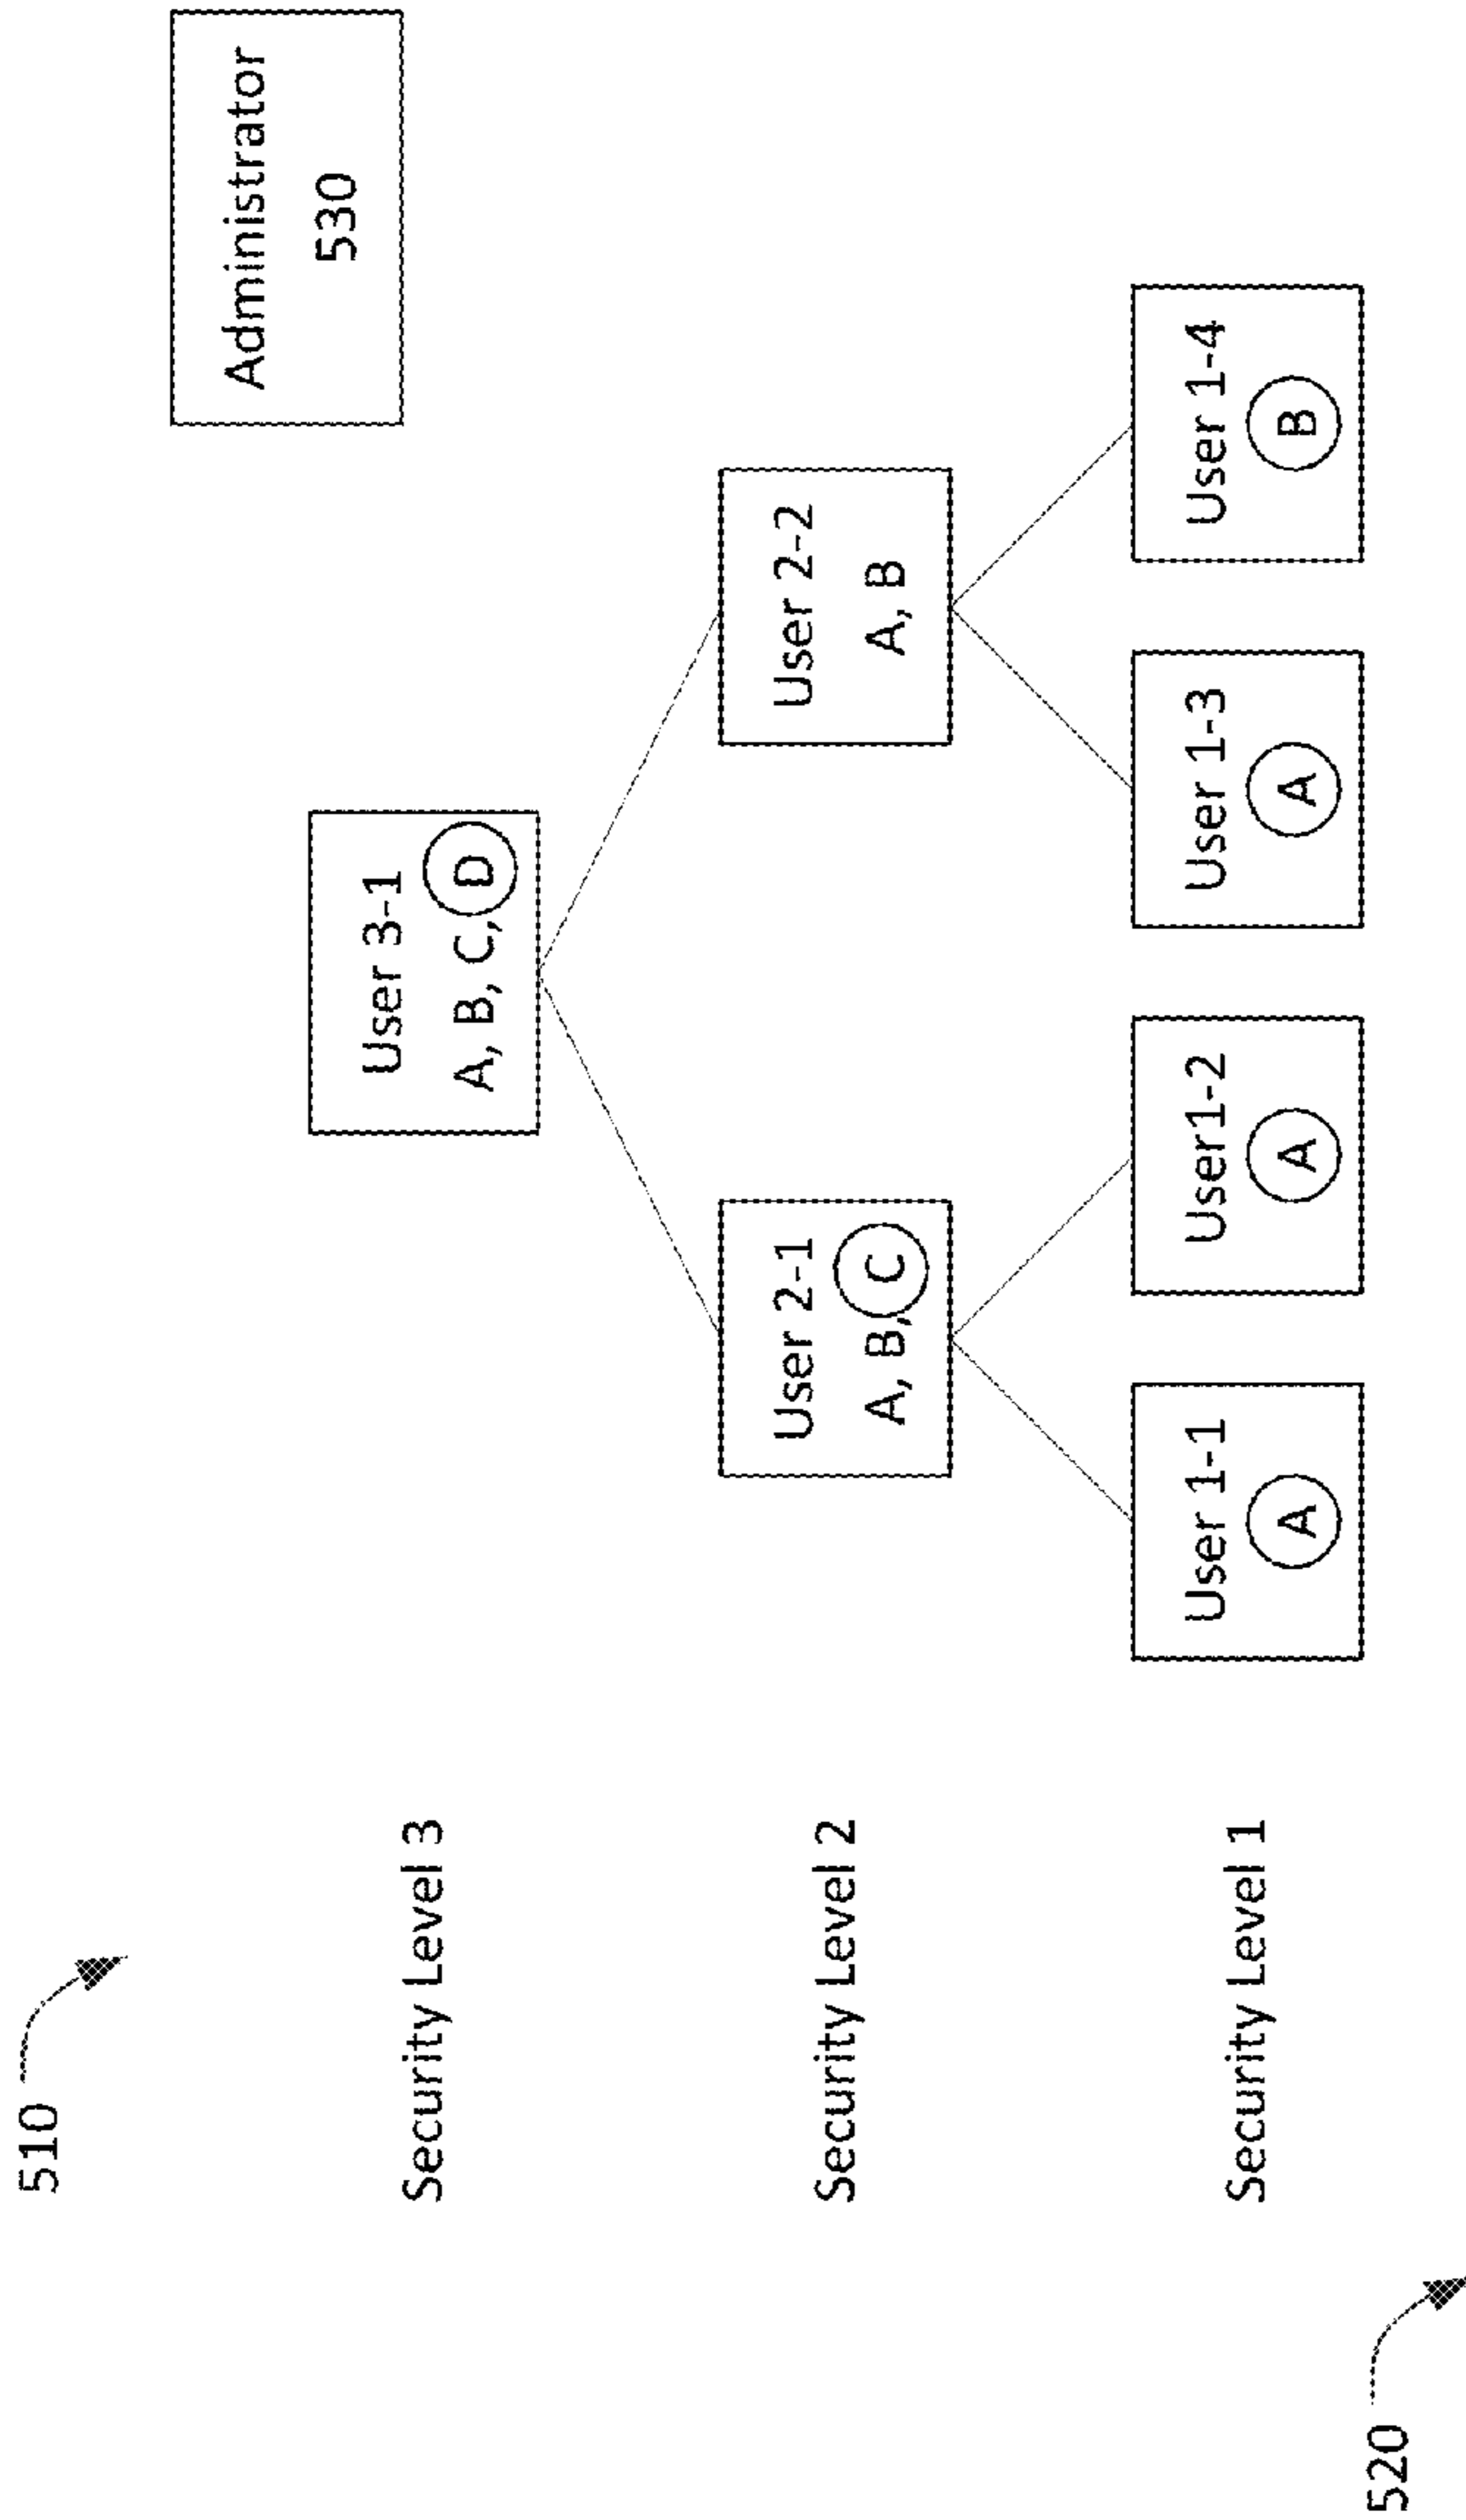 510
Administrator
530
Security Level 3
User 3-1
A, B, C, D
Security Level 2
User 2-1
A, B, C
User 2-2
A, B
Security Level 1
User 1-1
A
User1-2
A
User 1-3
A
User 1-4
B
520